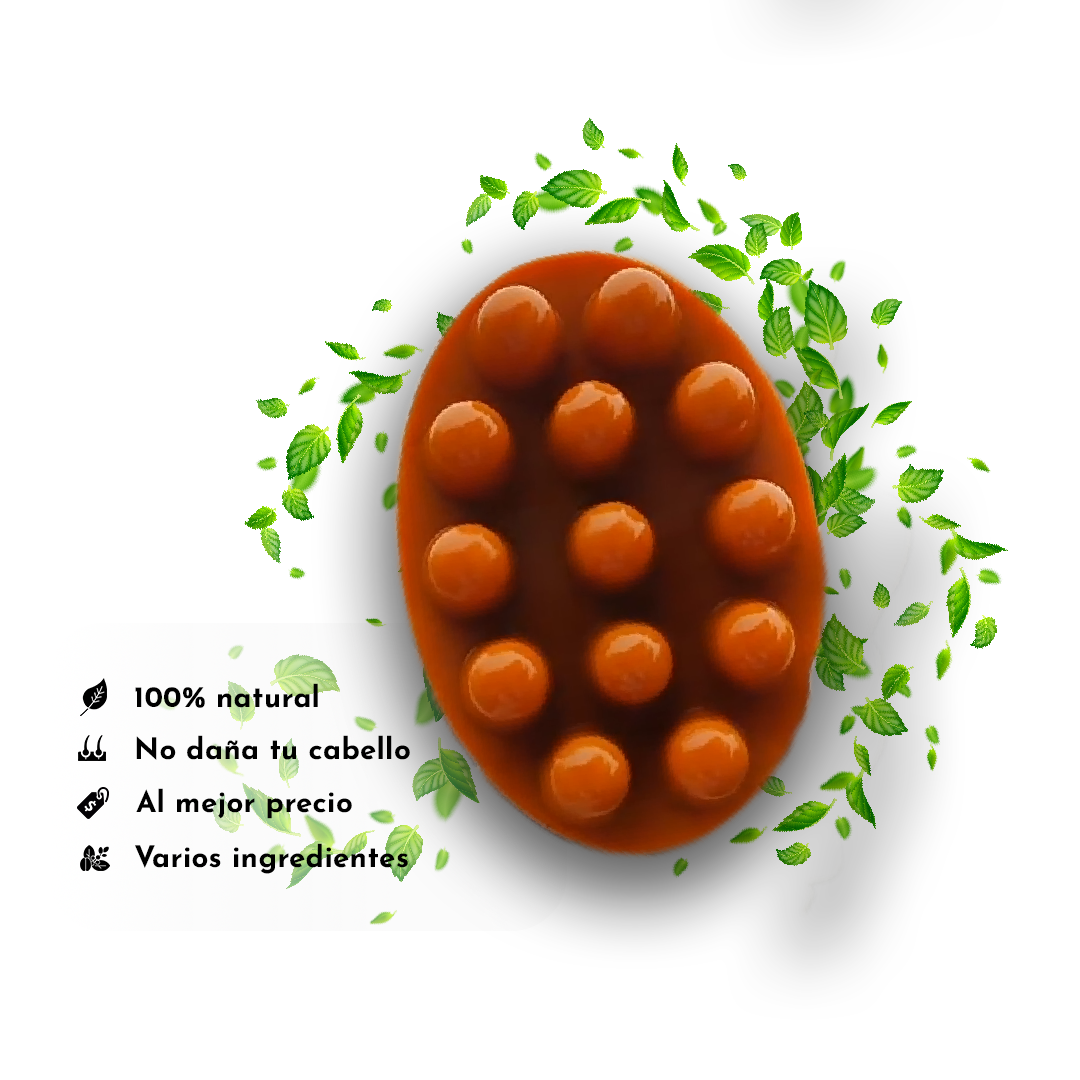 100% natural
No daña tu cabello
Al mejor precio
Varios ingredientes